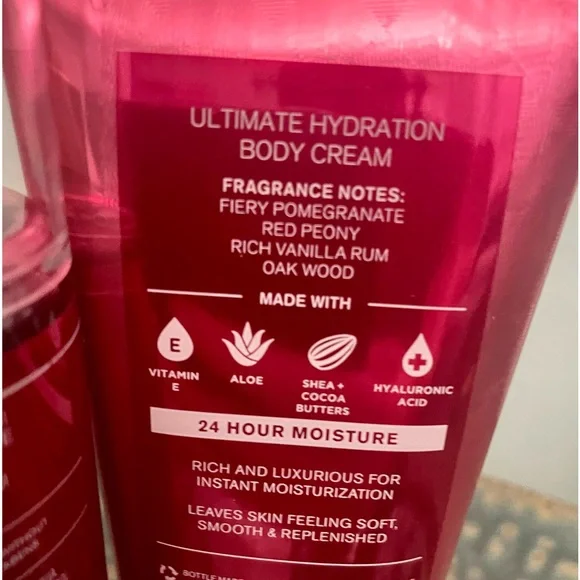 ULTIMATE HYDRATION
BODY CREAM
FRAGRANCE NOTES:
FIERY POMEGRANATE
RED PEONY
RICH VANILLA RUM
OAK WOOD
MADE WITH
E
VITAMIN
E
ALOE
SHEA +
COCOA
BUTTERS
HYALURONIC
ACID
24 HOUR MOISTURE
RICH AND LUXURIOUS FOR
INSTANT MOISTURIZATION
LEAVES SKIN FEELING SOFT,
SMOOTH & REPLENISHED
BOTTLE MADE